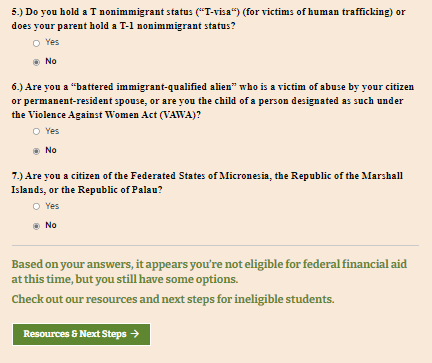 5.) Do you hold a T nonimmigrant status (“T-visa“) (for victims of human trafficking) or
does your parent hold a T-1 nonimmigrant status?
Yes
No
6.) Are you a “battered immigrant-qualified alien” who is a victim of abuse by your citizen
or permanent-resident spouse, or are you the child of a person designated as such under
the Violence Against Women Act (VAWA)?
Yes
No
7.) Are you a citizen of the Federated States of Micronesia, the Republic of the Marshall
Islands, or the Republic of Palau?
Yes
No
Based on your answers, it appears you're not eligible for federal financial aid
at this time, but you still have some options.
Check out our resources and next steps for ineligible students.
Resources & Next Steps →